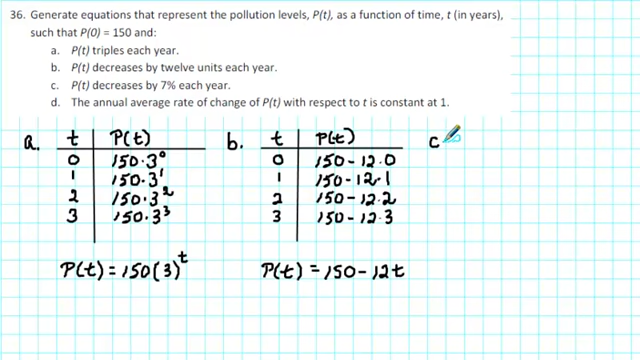 36. Generate equations that represent the pollution levels, P(t), as a function of time, t (in years),
such that P(0) = 150 and:
a. P(t) triples each year.
b. P(t) decreases by twelve units each year.
c. P(t) decreases by 7% each year.
d. The annual average rate of change of P(t) with respect to t is constant at 1.
a. t P(t)
0 150·3⁰
1 150·3¹
2 150·3²
3 150·3³
P(t) = 150(3)ᵗ
b. t P(t)
0 150-12·0
1 150-12·1
2 150-12·2
3 150-12·3
P(t) = 150-12t
c